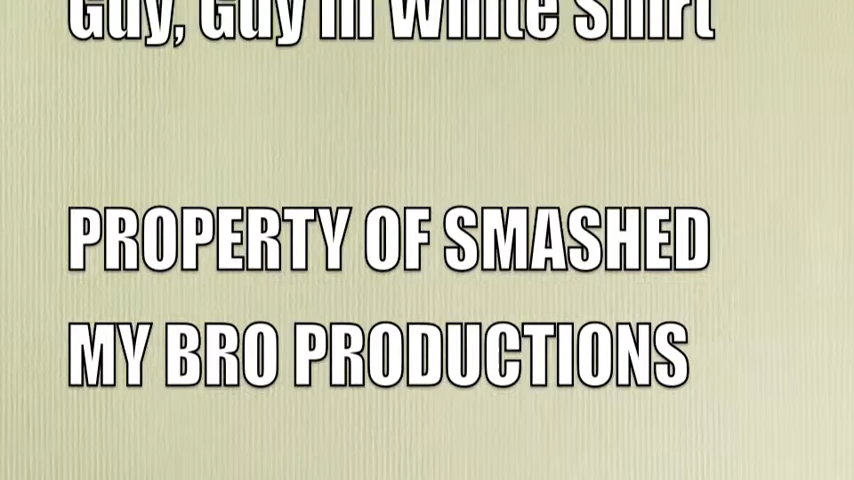 Guy, Guy in White Shirt
PROPERTY OF SMASHED
MY BRO PRODUCTIONS